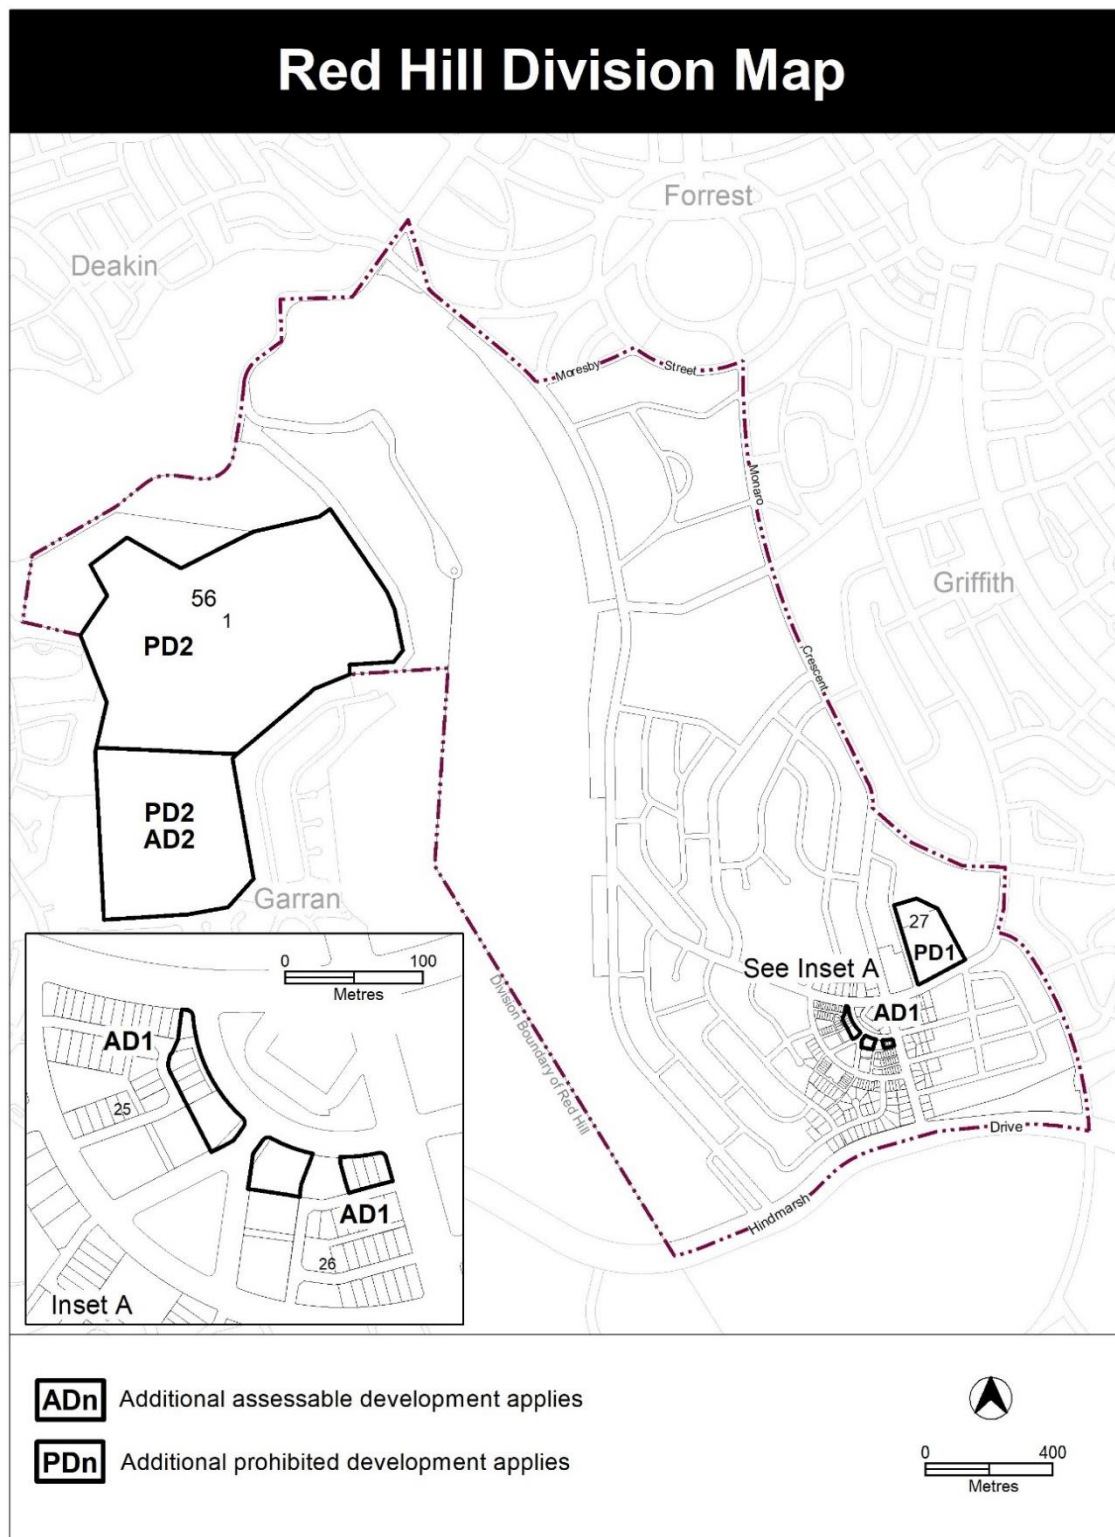 Red Hill Division Map
Forrest
Deakin
Moresby
Street
Monaro
Griffith
56
1
PD2
Crescent
PD2
AD2
Garran
27
PD1
See Inset A
AD1
Division Boundary of Red Hill
Drive
Hindmarsh
0 100
Metres
AD1
25
AD1
26
Inset A
ADn Additional assessable development applies
PDn Additional prohibited development applies
0 400
Metres